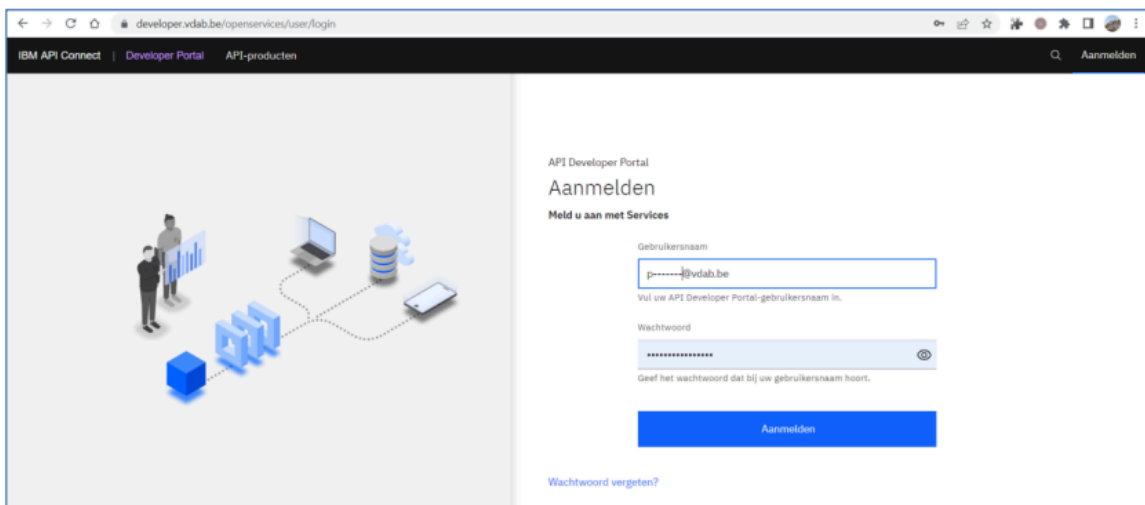 developer.vdab.be/openservices/user/login
IBM API Connect | Developer Portal API-producten Aanmelden
API Developer Portal
Aanmelden
Meld u aan met Services
Gebruikersnaam
p-------@vdab.be
Vul uw API Developer Portal-gebruikersnaam in.
Wachtwoord
••••••••••••••••
Geef het wachtwoord dat bij uw gebruikersnaam hoort.
Aanmelden
Wachtwoord vergeten?